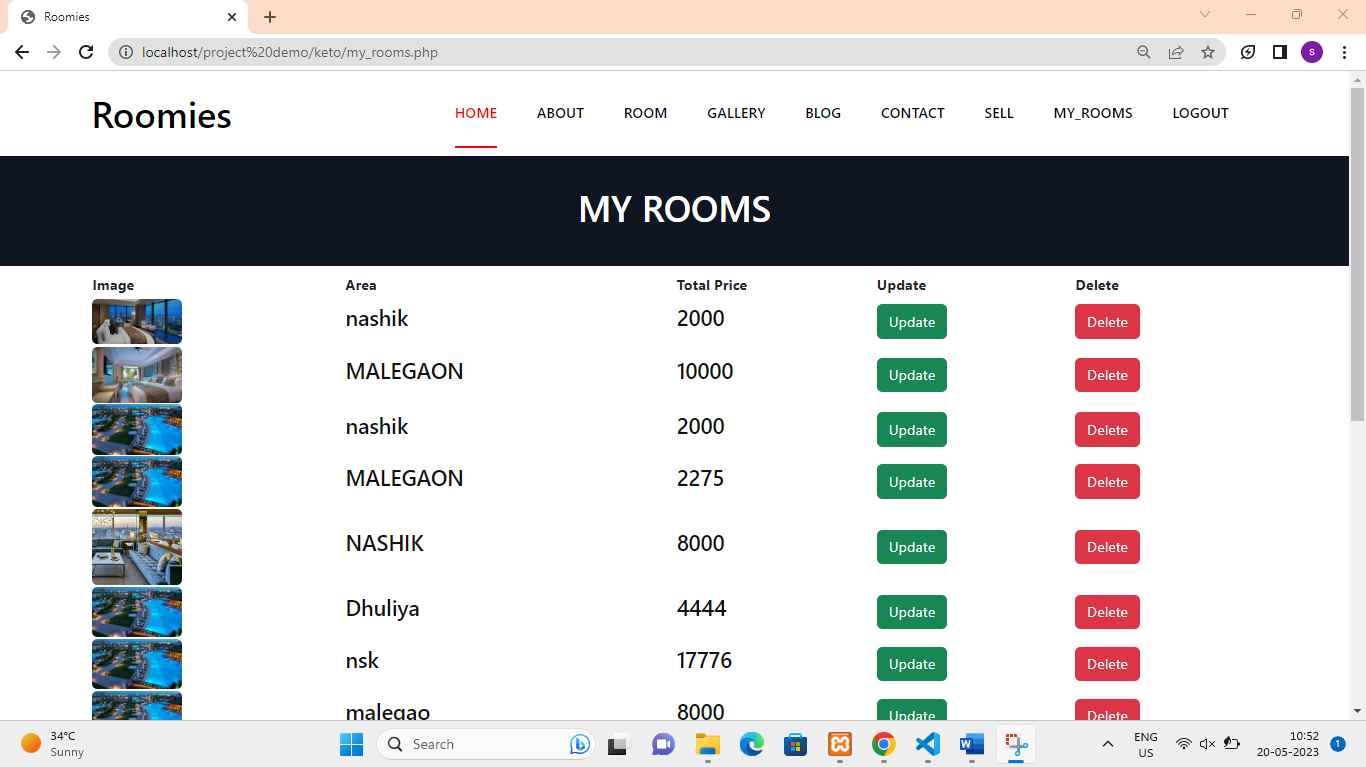 Roomies
localhost/project%20demo/keto/my_rooms.php
s
Roomies
HOME ABOUT ROOM GALLERY BLOG CONTACT SELL MY_ROOMS LOGOUT
MY ROOMS
Image Area Total Price Update Delete
nashik 2000 Update Delete
MALEGAON 10000 Update Delete
nashik 2000 Update Delete
MALEGAON 2275 Update Delete
NASHIK 8000 Update Delete
Dhuliya 4444 Update Delete
nsk 17776 Update Delete
malegao 8000 Update Delete
34°C
Sunny
Search
ENG
US
10:52
20-05-2023
1